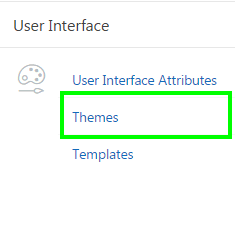 User Interface
User Interface Attributes
Themes
Templates